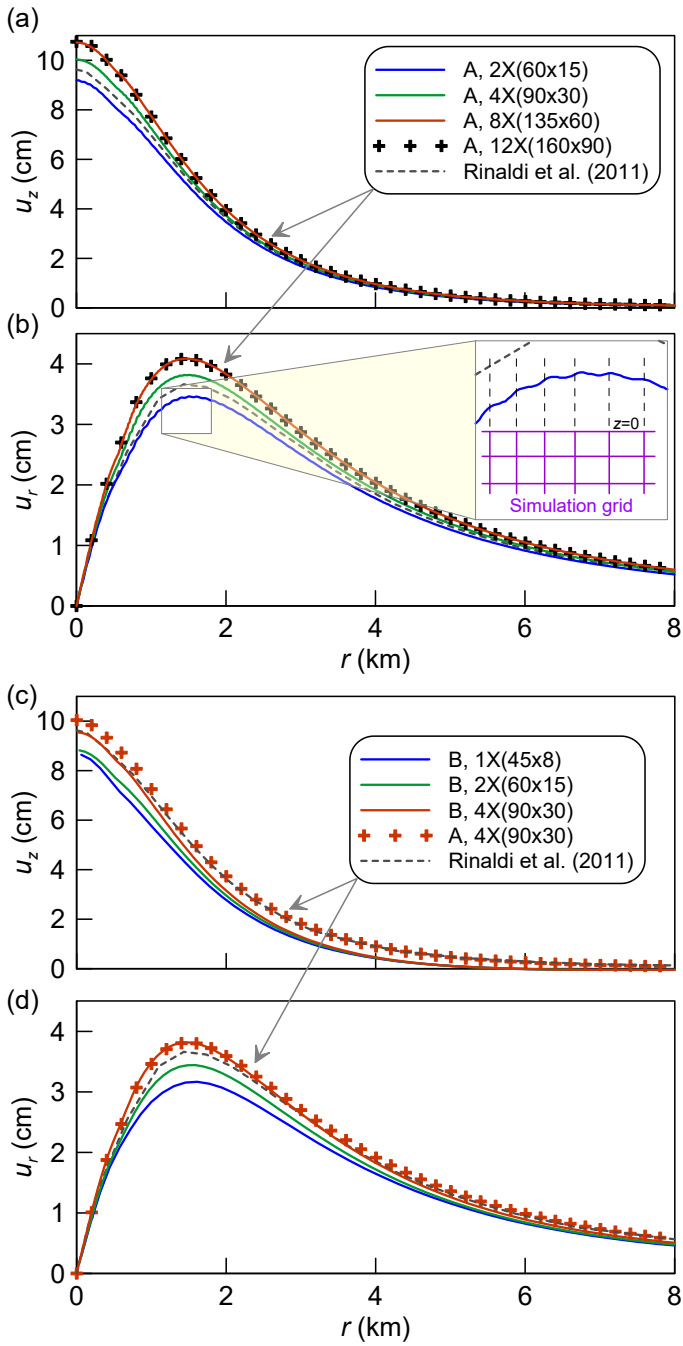 (a)
10
8
6
4
2
0
u_z (cm)
A, 2X(60x15)
A, 4X(90x30)
A, 8X(135x60)
A, 12X(160x90)
Rinaldi et al. (2011)
(b)
4
3
2
1
0
u_r (cm)
z=0
Simulation grid
0
2
4
6
8
r (km)
(c)
10
8
6
4
2
0
u_z (cm)
B, 1X(45x8)
B, 2X(60x15)
B, 4X(90x30)
A, 4X(90x30)
Rinaldi et al. (2011)
(d)
4
3
2
1
0
u_r (cm)
0
2
4
6
8
r (km)